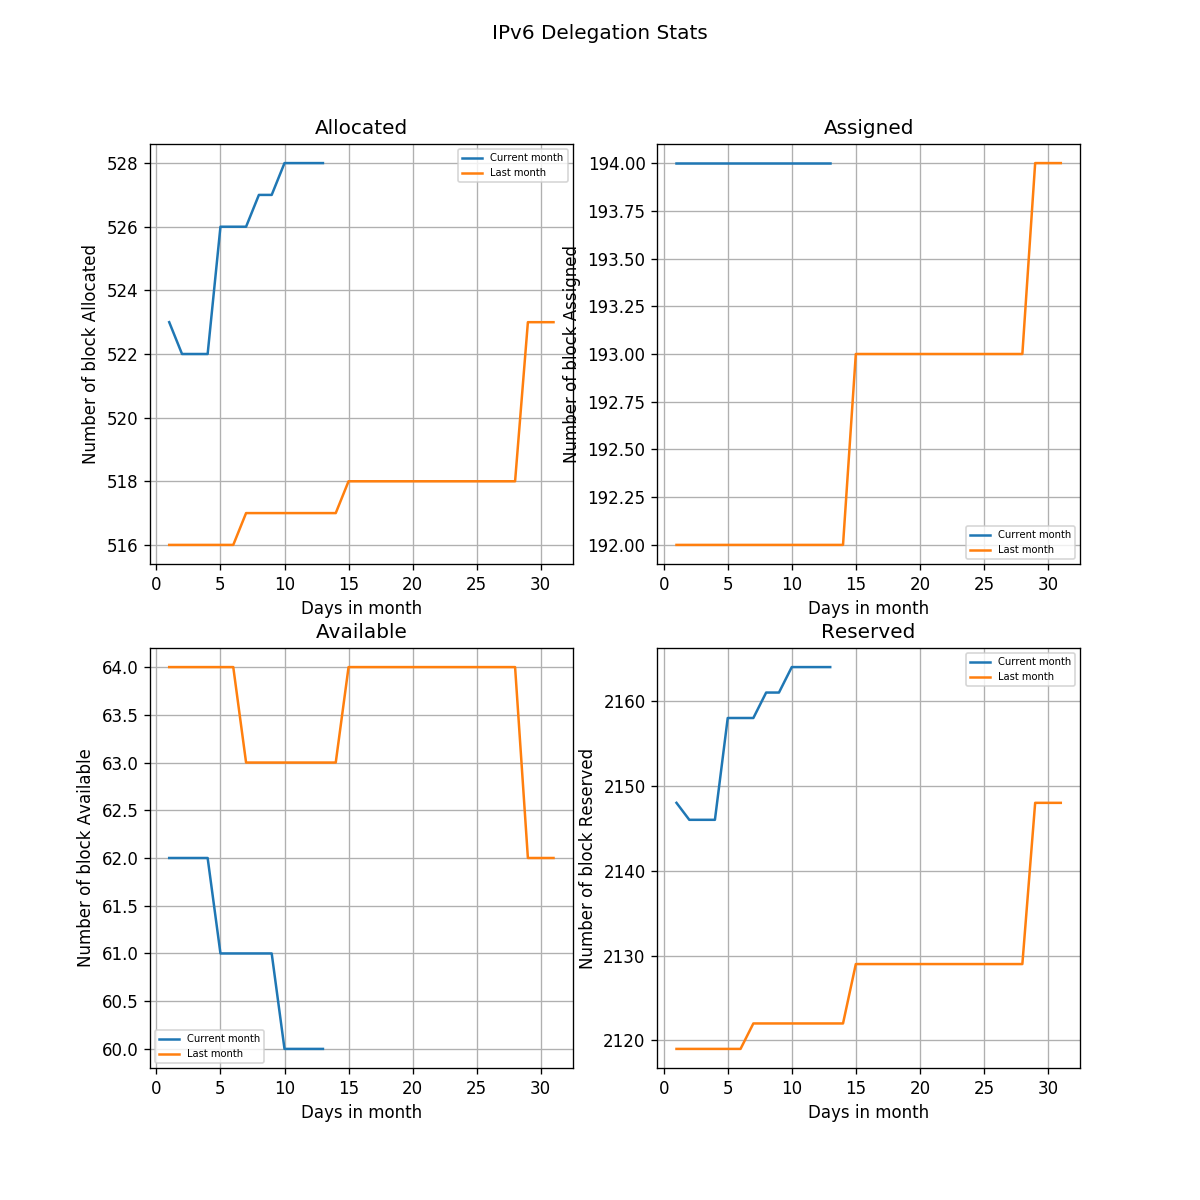 IPv6 Delegation Stats
Allocated
Number of block Allocated
528
526
524
522
520
518
516
0 5 10 15 20 25 30
Days in month
Current month
Last month
Assigned
Number of block Assigned
194.00
193.75
193.50
193.25
193.00
192.75
192.50
192.25
192.00
0 5 10 15 20 25 30
Days in month
Current month
Last month
Available
Number of block Available
64.0
63.5
63.0
62.5
62.0
61.5
61.0
60.5
60.0
0 5 10 15 20 25 30
Days in month
Current month
Last month
Reserved
Number of block Reserved
2160
2150
2140
2130
2120
0 5 10 15 20 25 30
Days in month
Current month
Last month